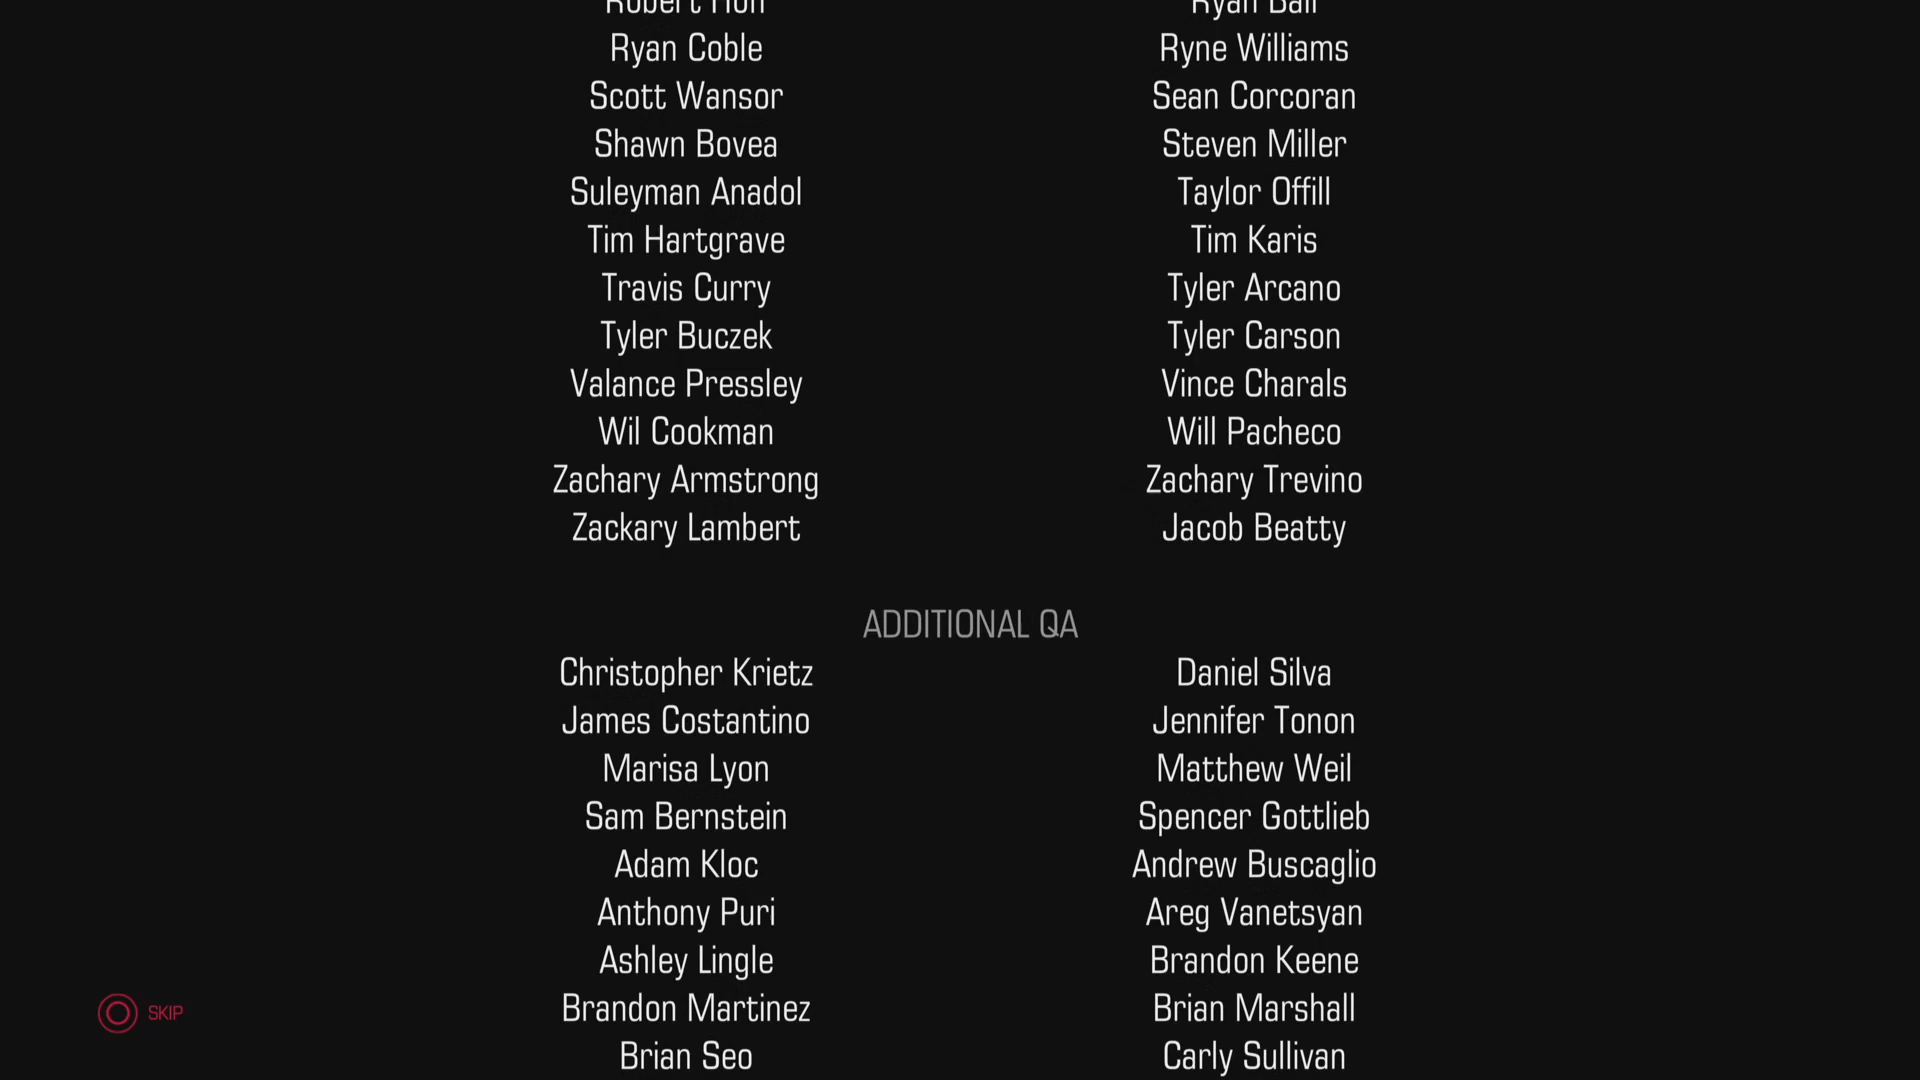 Ryan Coble Ryne Williams
Scott Wansor Sean Corcoran
Shawn Bovea Steven Miller
Suleyman Anadol Taylor Offill
Tim Hartgrave Tim Karis
Travis Curry Tyler Arcano
Tyler Buczek Tyler Carson
Valance Pressley Vince Charals
Wil Cookman Will Pacheco
Zachary Armstrong Zachary Trevino
Zackary Lambert Jacob Beatty
ADDITIONAL QA
Christopher Krietz Daniel Silva
James Costantino Jennifer Tonon
Marisa Lyon Matthew Weil
Sam Bernstein Spencer Gottlieb
Adam Kloc Andrew Buscaglio
Anthony Puri Areg Vanetsyan
Ashley Lingle Brandon Keene
Brandon Martinez Brian Marshall
Brian Seo Carly Sullivan
SKIP